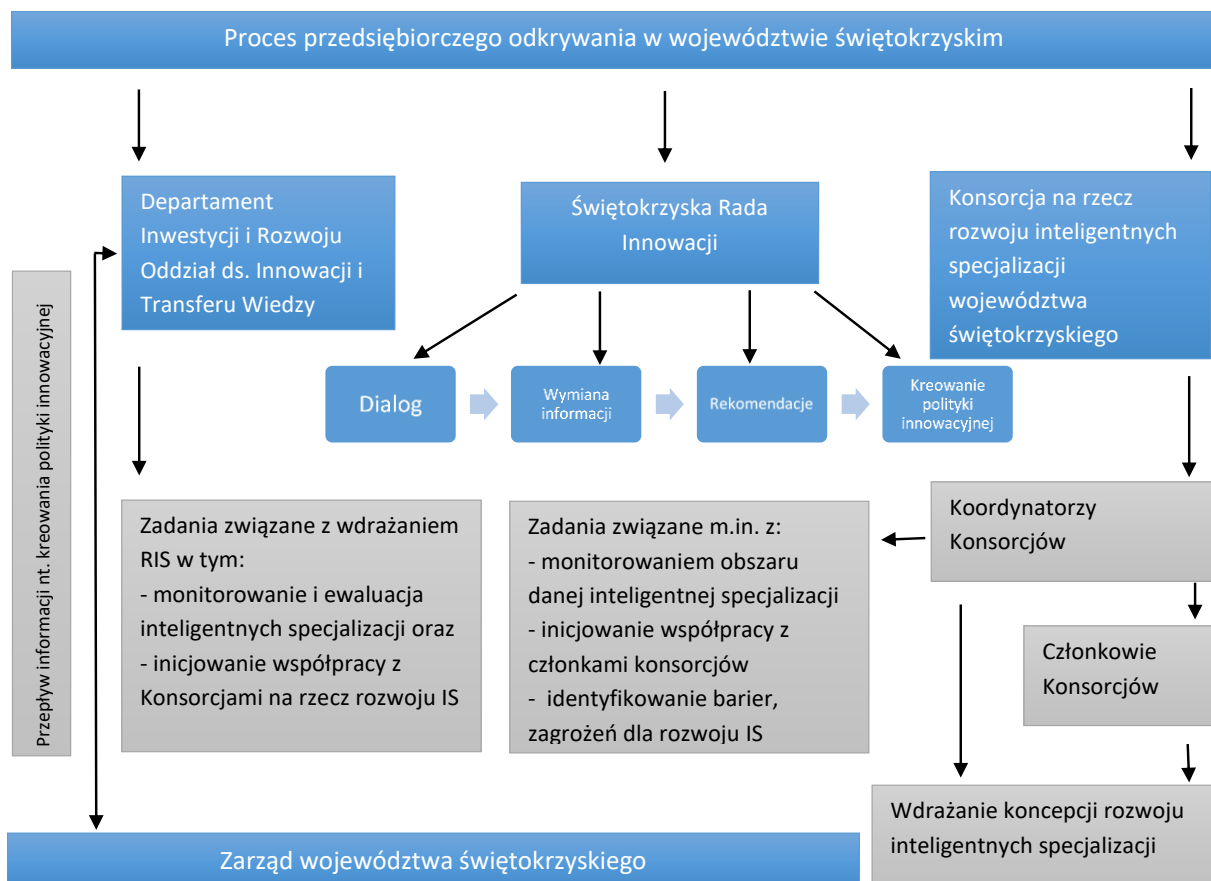 Proces przedsiębiorczego odkrywania w województwie świętokrzyskim
Departament
Inwestycji i Rozwoju
Oddział ds. Innowacji i
Transferu Wiedzy
Świętokrzyska Rada
Innowacji
Konsorcja na rzecz
rozwoju inteligentnych
specjalizacji
województwa
świętokrzyskiego
Przepływ informacji nt. kreowania polityki innowacyjnej
Dialog
Wymiana
informacji
Rekomendacje
Kreowanie
polityki
innowacyjnej
Zadania związane z wdrażaniem
RIS w tym:
- monitorowanie i ewaluacja
inteligentnych specjalizacji oraz
- inicjowanie współpracy z
Konsorcjami na rzecz rozwoju IS
Zadania związane m.in. z:
- monitorowaniem obszaru
danej inteligentnej specjalizacji
- inicjowanie współpracy z
członkami konsorcjów
- identyfikowanie barier,
zagrożeń dla rozwoju IS
Koordynatorzy
Konsorcjów
Członkowie
Konsorcjów
Wdrażanie koncepcji rozwoju
inteligentnych specjalizacji
Zarząd województwa świętokrzyskiego